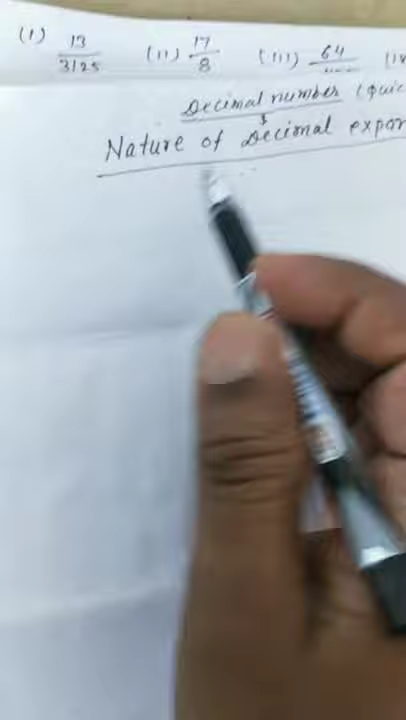 (i) 13/3125 (ii) 17/8 (iii) 64
Decimal number
Nature of Decimal